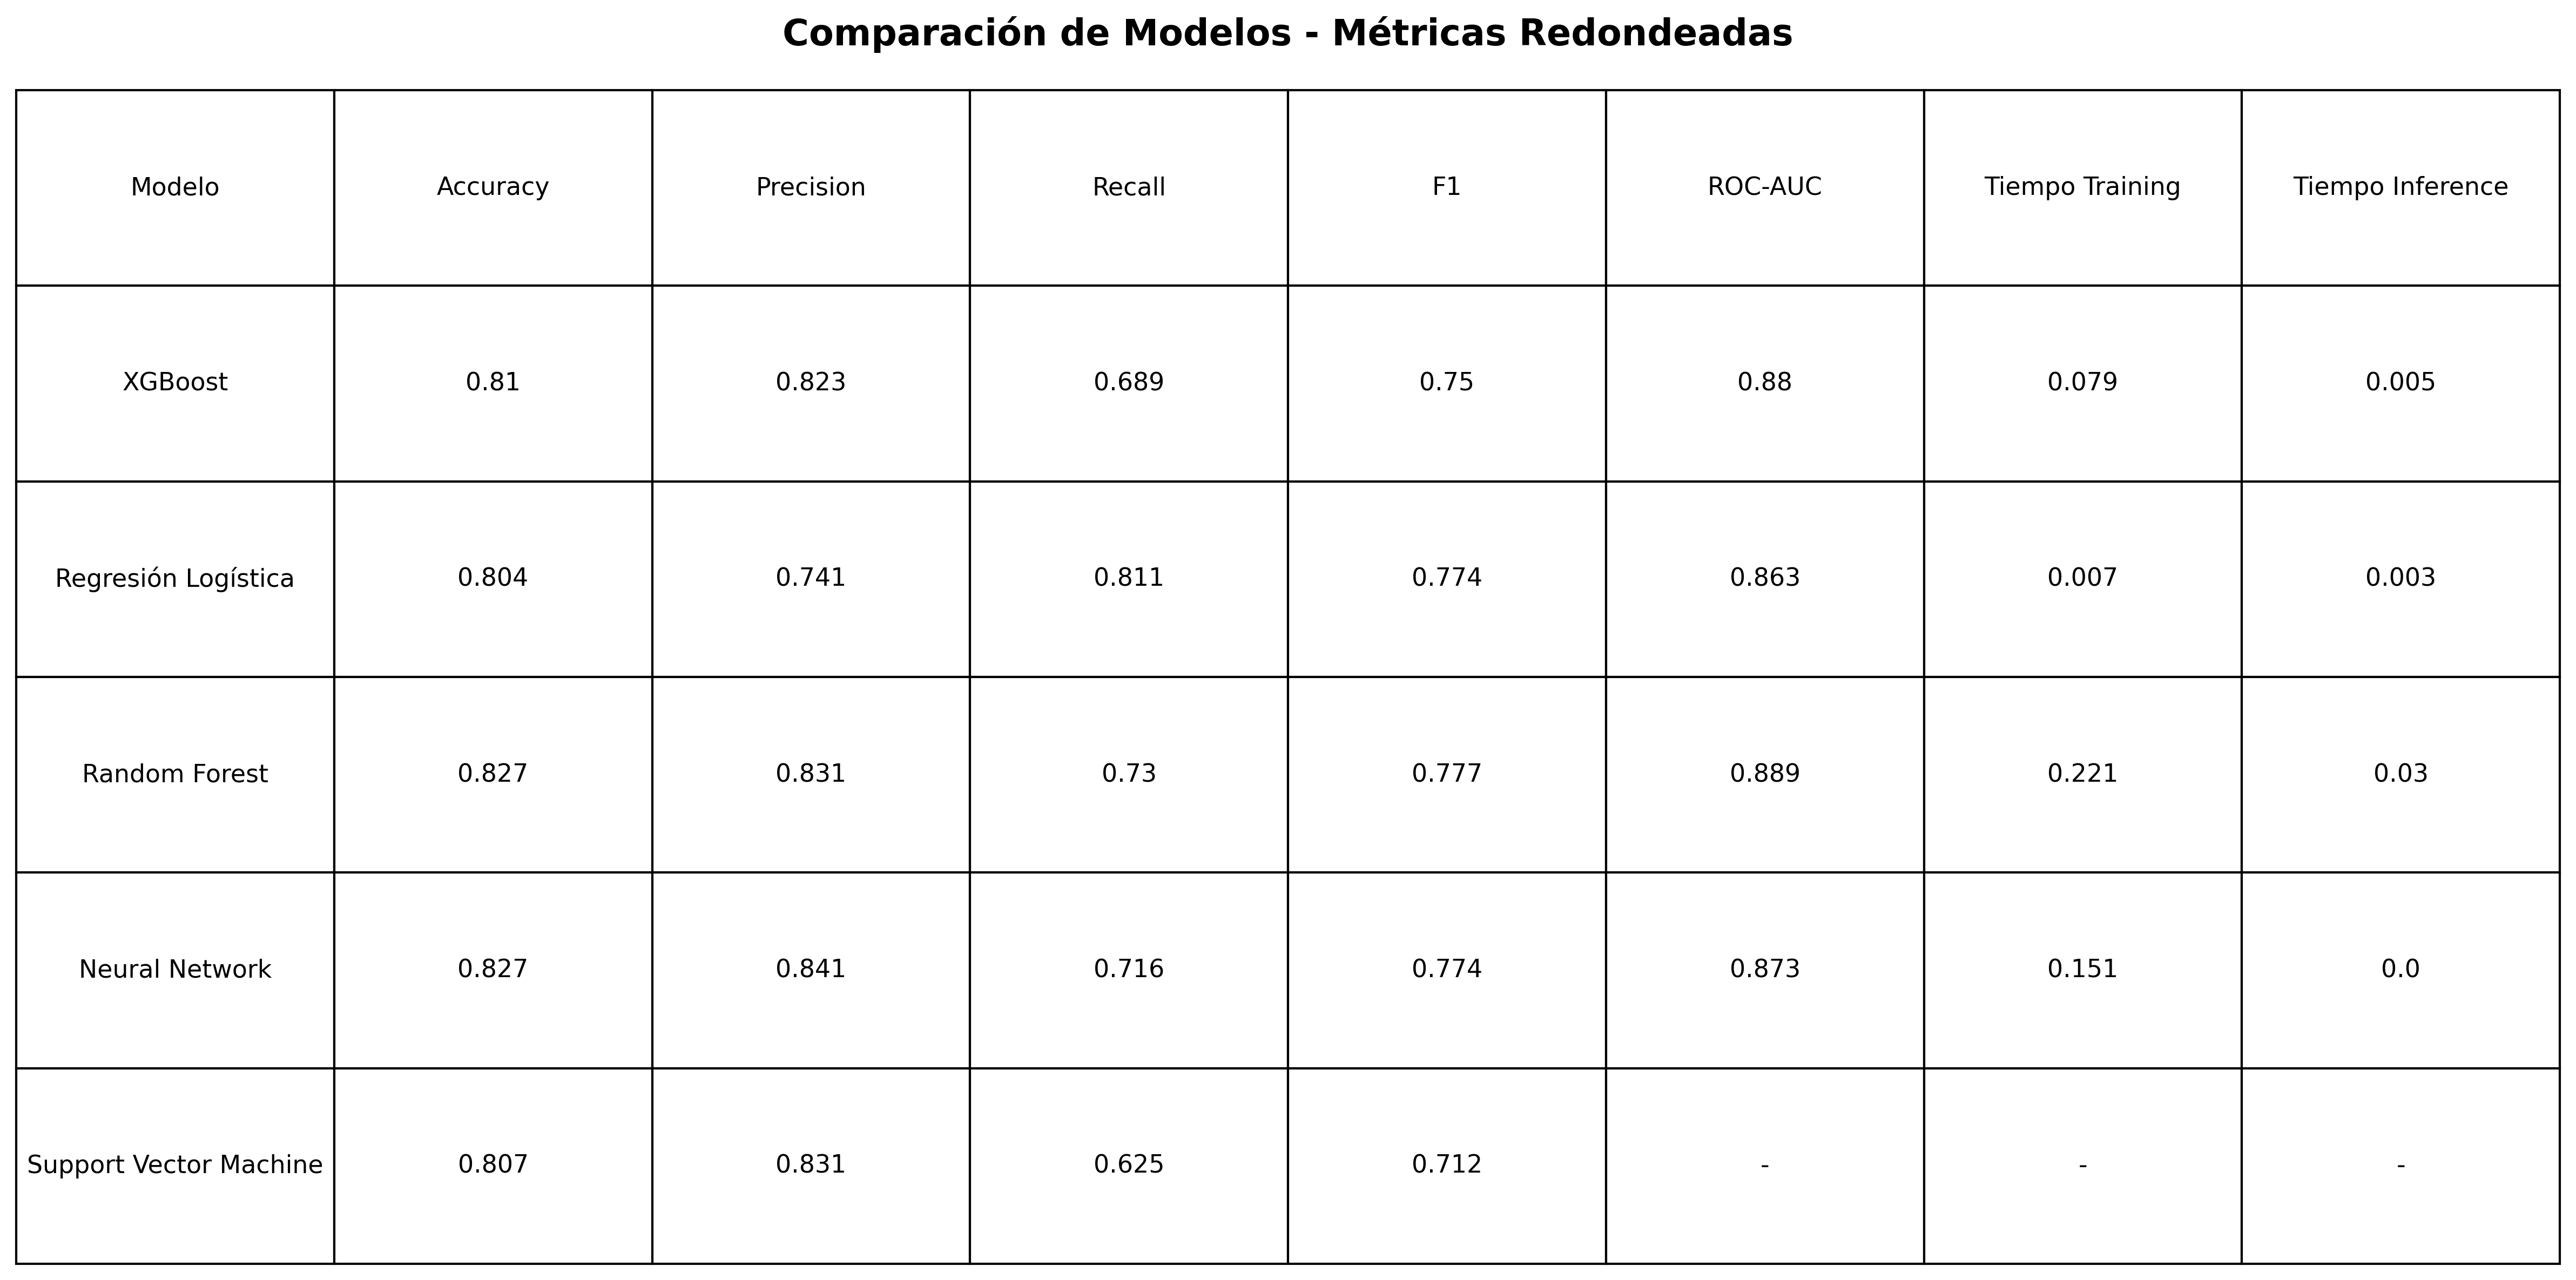 Comparación de Modelos - Métricas Redondeadas
Modelo Accuracy Precision Recall F1 ROC-AUC Tiempo Training Tiempo Inference
XGBoost 0.81 0.823 0.689 0.75 0.88 0.079 0.005
Regresión Logística 0.804 0.741 0.811 0.774 0.863 0.007 0.003
Random Forest 0.827 0.831 0.73 0.777 0.889 0.221 0.03
Neural Network 0.827 0.841 0.716 0.774 0.873 0.151 0.0
Support Vector Machine 0.807 0.831 0.625 0.712 - - -